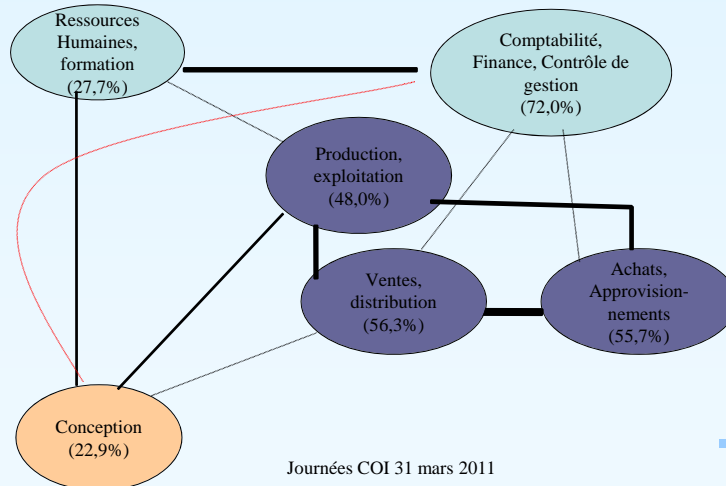 Ressources
Humaines,
formation
(27,7%)
Comptabilité,
Finance, Contrôle de
gestion
(72,0%)
Production,
exploitation
(48,0%)
Ventes,
distribution
(56,3%)
Achats,
Approvision-
nements
(55,7%)
Conception
(22,9%)
Journées COI 31 mars 2011